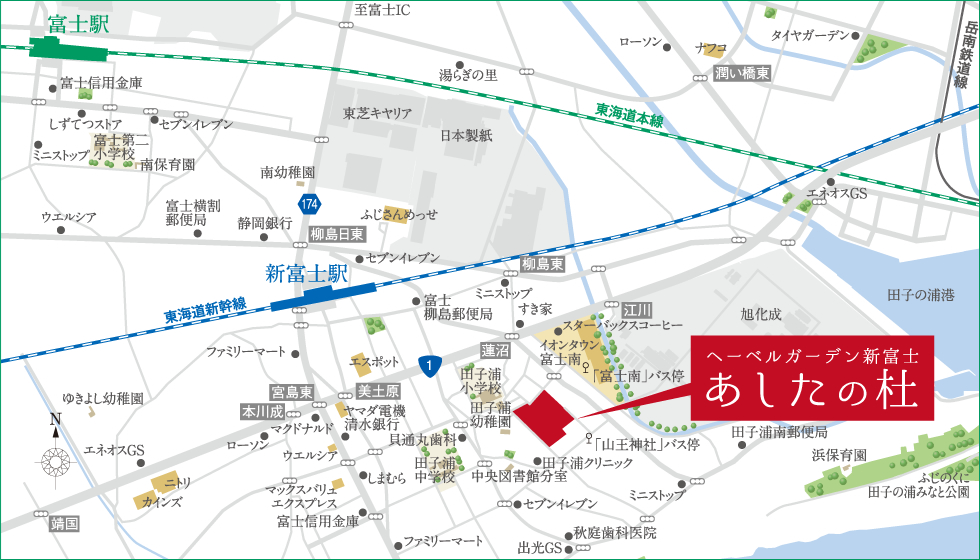 至富士IC
富士駅
ローソン
ナフコ
タイヤガーデン
岳南鉄道線
湯らぎの里
潤い橋東
富士信用金庫
しずてつストア
セブンイレブン
東芝キヤリア
日本製紙
東海道本線
ミニストップ
富士第二
小学校
南保育園
南幼稚園
エネオスGS
174
ウエルシア
富士横割
郵便局
静岡銀行
ふじさんめっせ
柳島日東
セブンイレブン
柳島東
新富士駅
東海道新幹線
ミニストップ
富士
柳島郵便局
すき家
江川
田子の浦港
旭化成
スターバックスコーヒー
ファミリーマート
エスポット
1
蓮沼
イオンタウン
富士南
「富士南」バス停
ヘーベルガーデン新富士
あしたの杜
田子浦
小学校
宮島東
美土原
ゆきよし幼稚園
本川成
ヤマダ電機
清水銀行
マクドナルド
田子浦
幼稚園
N
エネオスGS
ローソン
ウエルシア
貝通丸歯科
「山王神社」バス停
田子浦南郵便局
田子浦
中学校
中央図書館分室
田子浦クリニック
浜保育園
ニトリ
カインズ
しまむら
マックスバリュ
エクスプレス
富士信用金庫
セブンイレブン
ミニストップ
ふじのくに
田子の浦みなと公園
靖国
ファミリーマート
秋庭歯科医院
出光GS